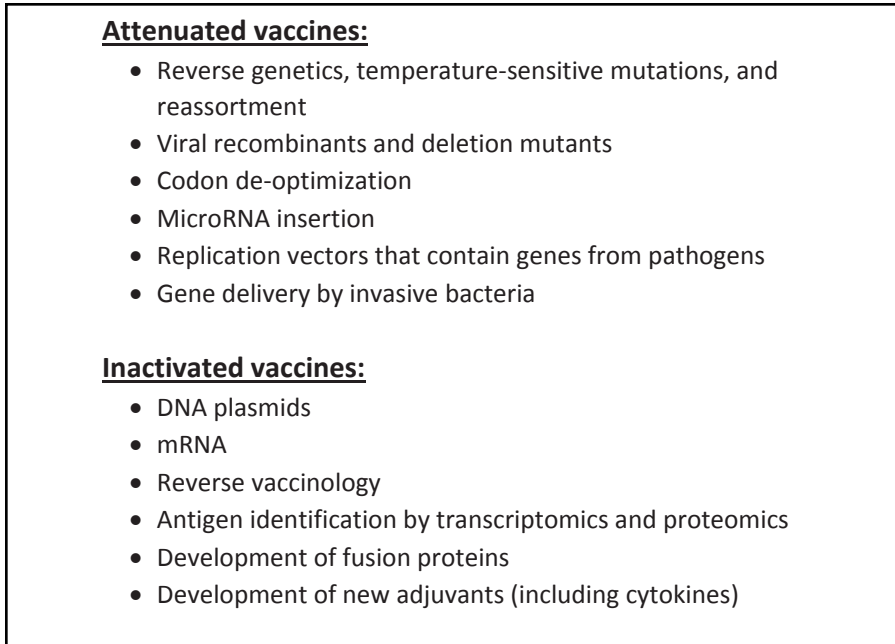 Attenuated vaccines:
• Reverse genetics, temperature-sensitive mutations, and
reassortment
• Viral recombinants and deletion mutants
• Codon de-optimization
• MicroRNA insertion
• Replication vectors that contain genes from pathogens
• Gene delivery by invasive bacteria
Inactivated vaccines:
• DNA plasmids
• mRNA
• Reverse vaccinology
• Antigen identification by transcriptomics and proteomics
• Development of fusion proteins
• Development of new adjuvants (including cytokines)